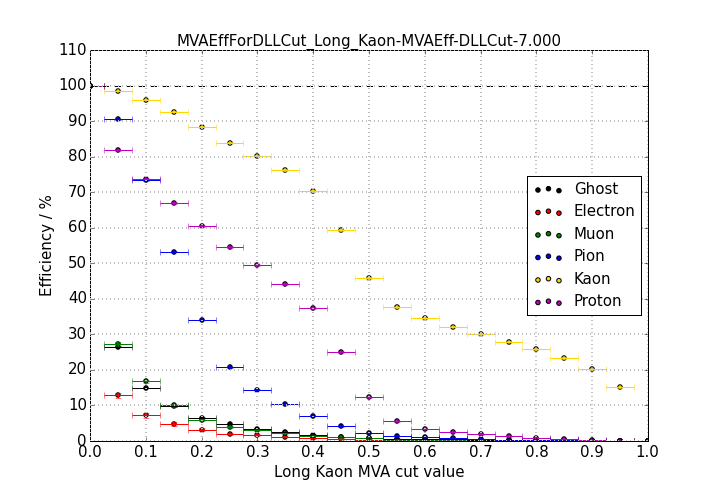 MVAEffForDLLCut_Long_Kaon-MVAEff-DLLCut-7.000
110
100
90
80
70
60
50
40
30
20
10
0
Efficiency / %
Ghost
Electron
Muon
Pion
Kaon
Proton
0.0 0.1 0.2 0.3 0.4 0.5 0.6 0.7 0.8 0.9 1.0
Long Kaon MVA cut value